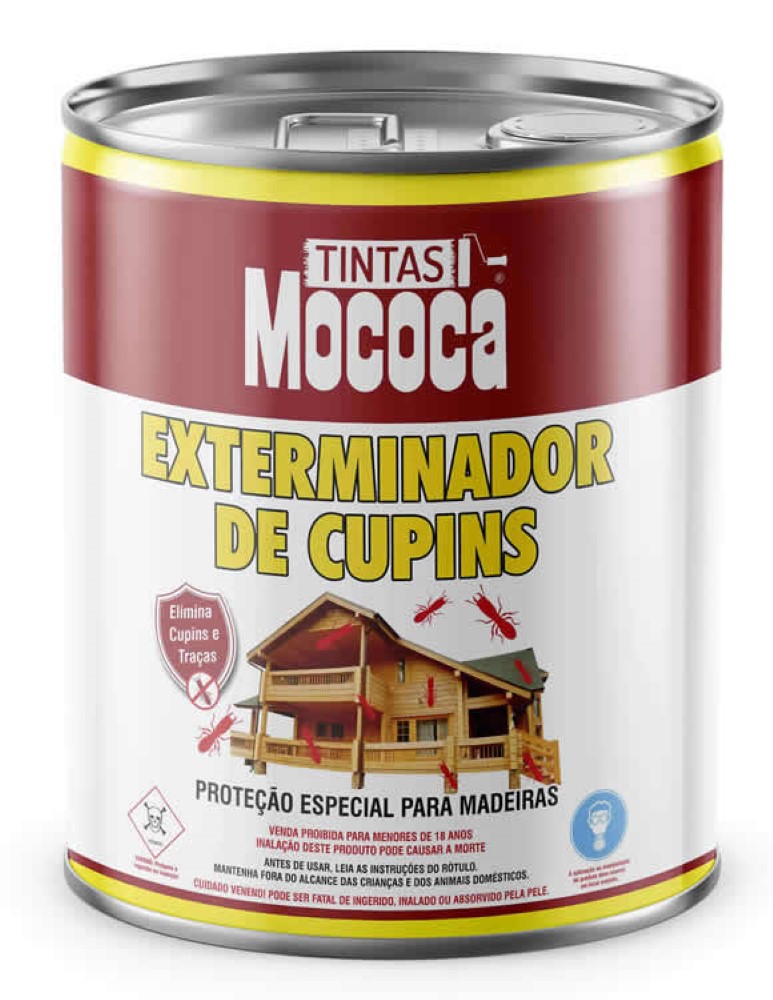 TINTAS
MOCOCA
®
EXTERMINADOR
DE CUPINS
Elimina
Cupins e
Traças
PROTEÇÃO ESPECIAL PARA MADEIRAS
VENDA PROIBIDA PARA MENORES DE 18 ANOS
INALAÇÃO DESTE PRODUTO PODE CAUSAR A MORTE
ANTES DE USAR, LEIA AS INSTRUÇÕES DO RÓTULO.
MANTENHA FORA DO ALCANCE DAS CRIANÇAS E DOS ANIMAIS DOMÉSTICOS.
CUIDADO VENENO! PODE SER FATAL DE INGERIDO, INALADO OU ABSORVIDO PELA PELE.